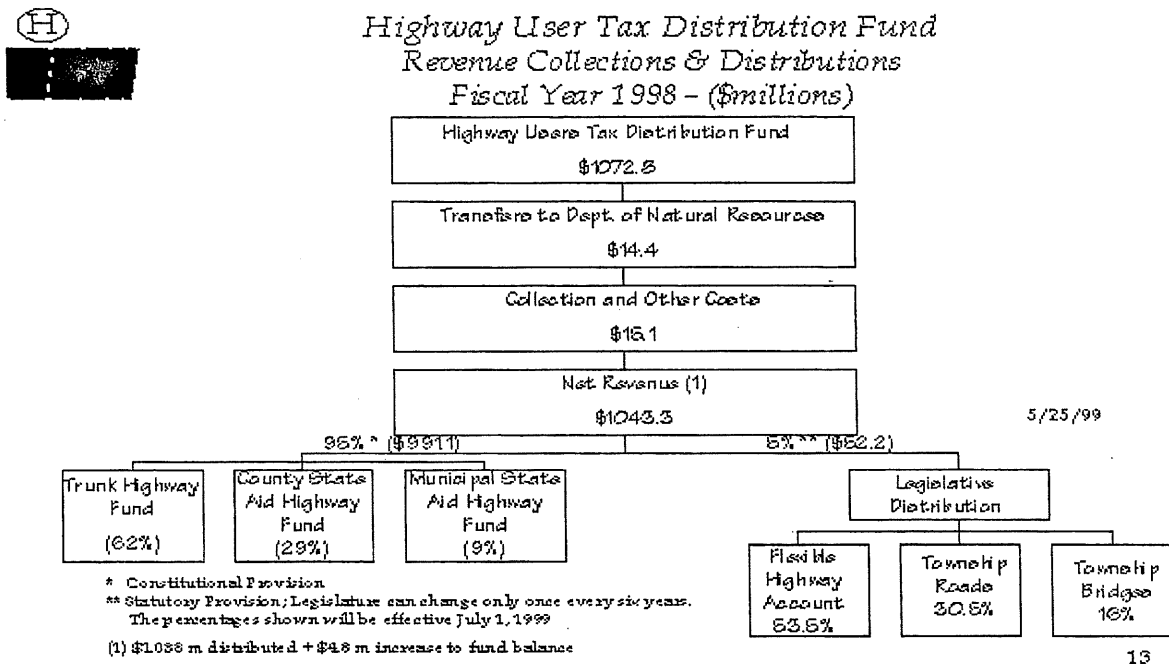 H
Highway User Tax Distribution Fund
Revenue Collections & Distributions
Fiscal Year 1998 – ($millions)
Highway Users Tax Distribution Fund
$1072.8
Transfers to Dept. of Natural Resources
$14.4
Collection and Other Costs
$15.1
Net Revenue (1)
$1043.3
5/25/99
95% * ($991.1)
5%** ($52.2)
Trunk Highway
Fund
(62%)
County State
Aid Highway
Fund
(29%)
Municipal State
Aid Highway
Fund
(9%)
Legislative
Distribution
Flexible
Highway
Account
53.5%
Township
Roads
30.5%
Township
Bridges
16%
* Constitutional Provision
** Statutory Provision; Legislature can change only once every six years.
The percentages shown will be effective July 1, 1999
(1) $1038 m distributed + $4.8 m increase to fund balance
13